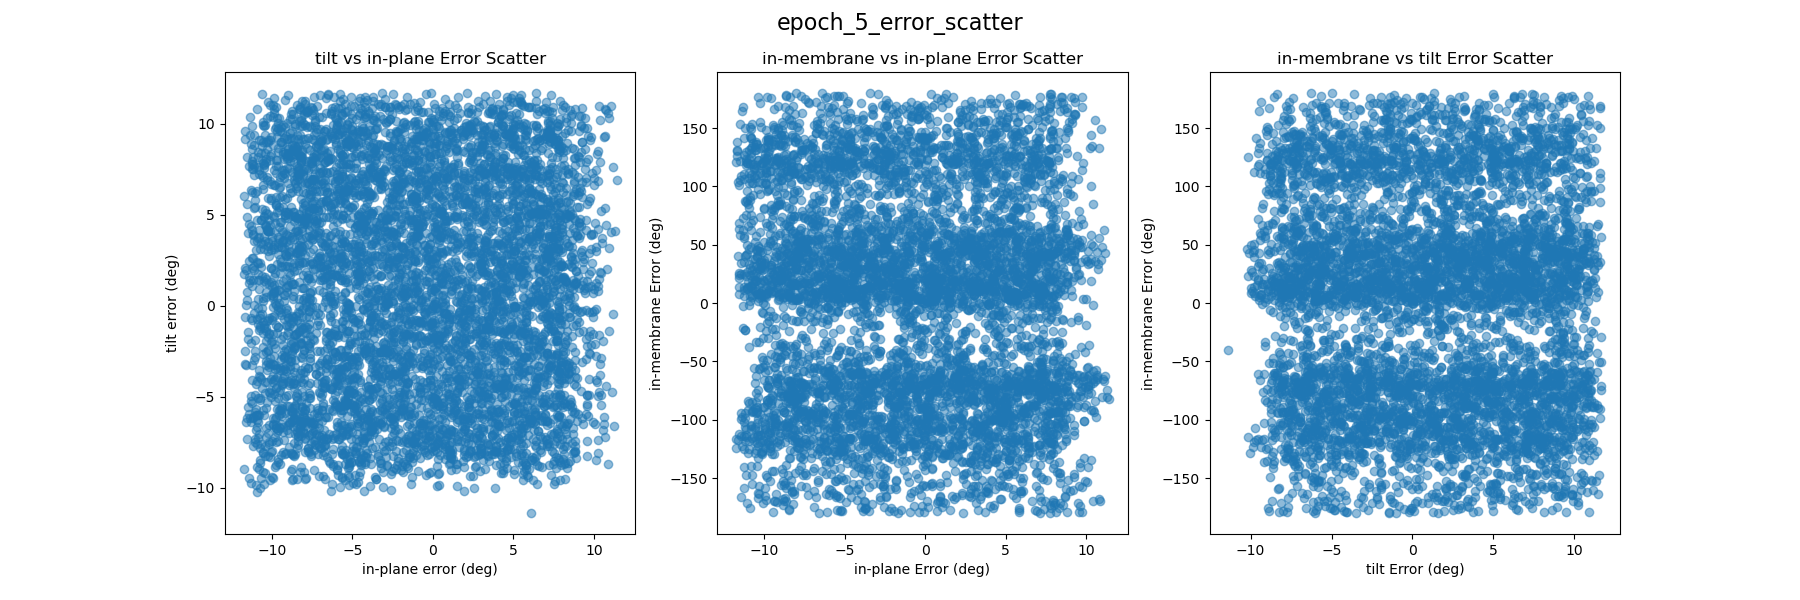 epoch_5_error_scatter
tilt vs in-plane Error Scatter
tilt error (deg)
10
5
0
−5
−10
−10 −5 0 5 10
in-plane error (deg)
in-membrane vs in-plane Error Scatter
in-membrane Error (deg)
150
100
50
0
−50
−100
−150
−10 −5 0 5 10
in-plane Error (deg)
in-membrane vs tilt Error Scatter
in-membrane Error (deg)
150
100
50
0
−50
−100
−150
−10 −5 0 5 10
tilt Error (deg)